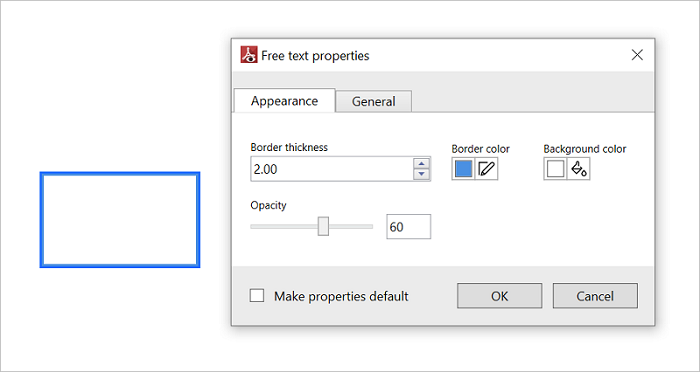 Free text properties
Appearance
General
Border thickness
Border color
Background color
2.00
Opacity
60
Make properties default
OK
Cancel